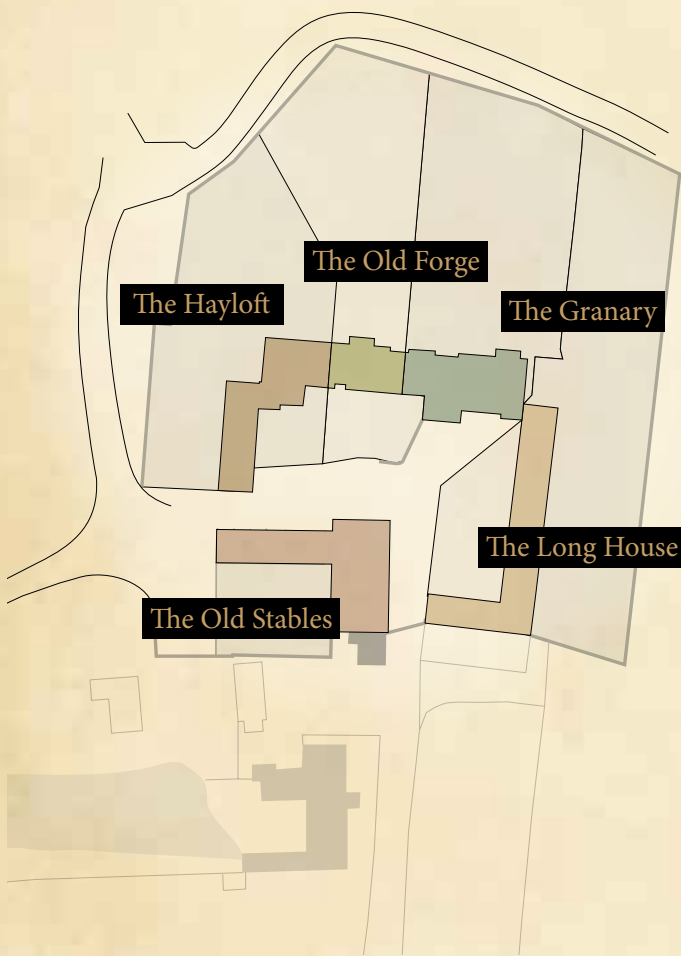 The Old Forge
The Hayloft
The Granary
The Long House
The Old Stables